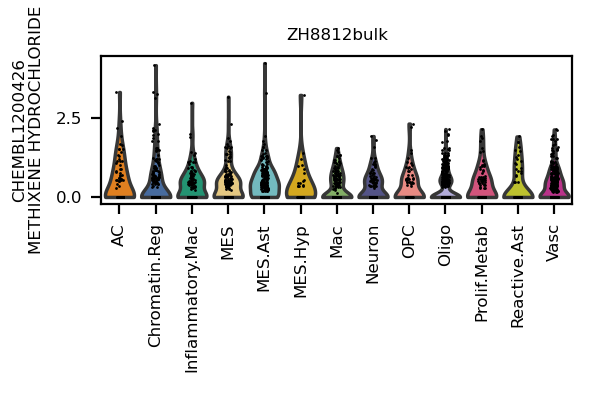 ZH8812bulk
CHEMBL1200426
METHIXENE HYDROCHLORIDE
2.5
0.0
AC
Chromatin.Reg
Inflammatory.Mac
MES
MES.Ast
MES.Hyp
Mac
Neuron
OPC
Oligo
Prolif.Metab
Reactive.Ast
Vasc